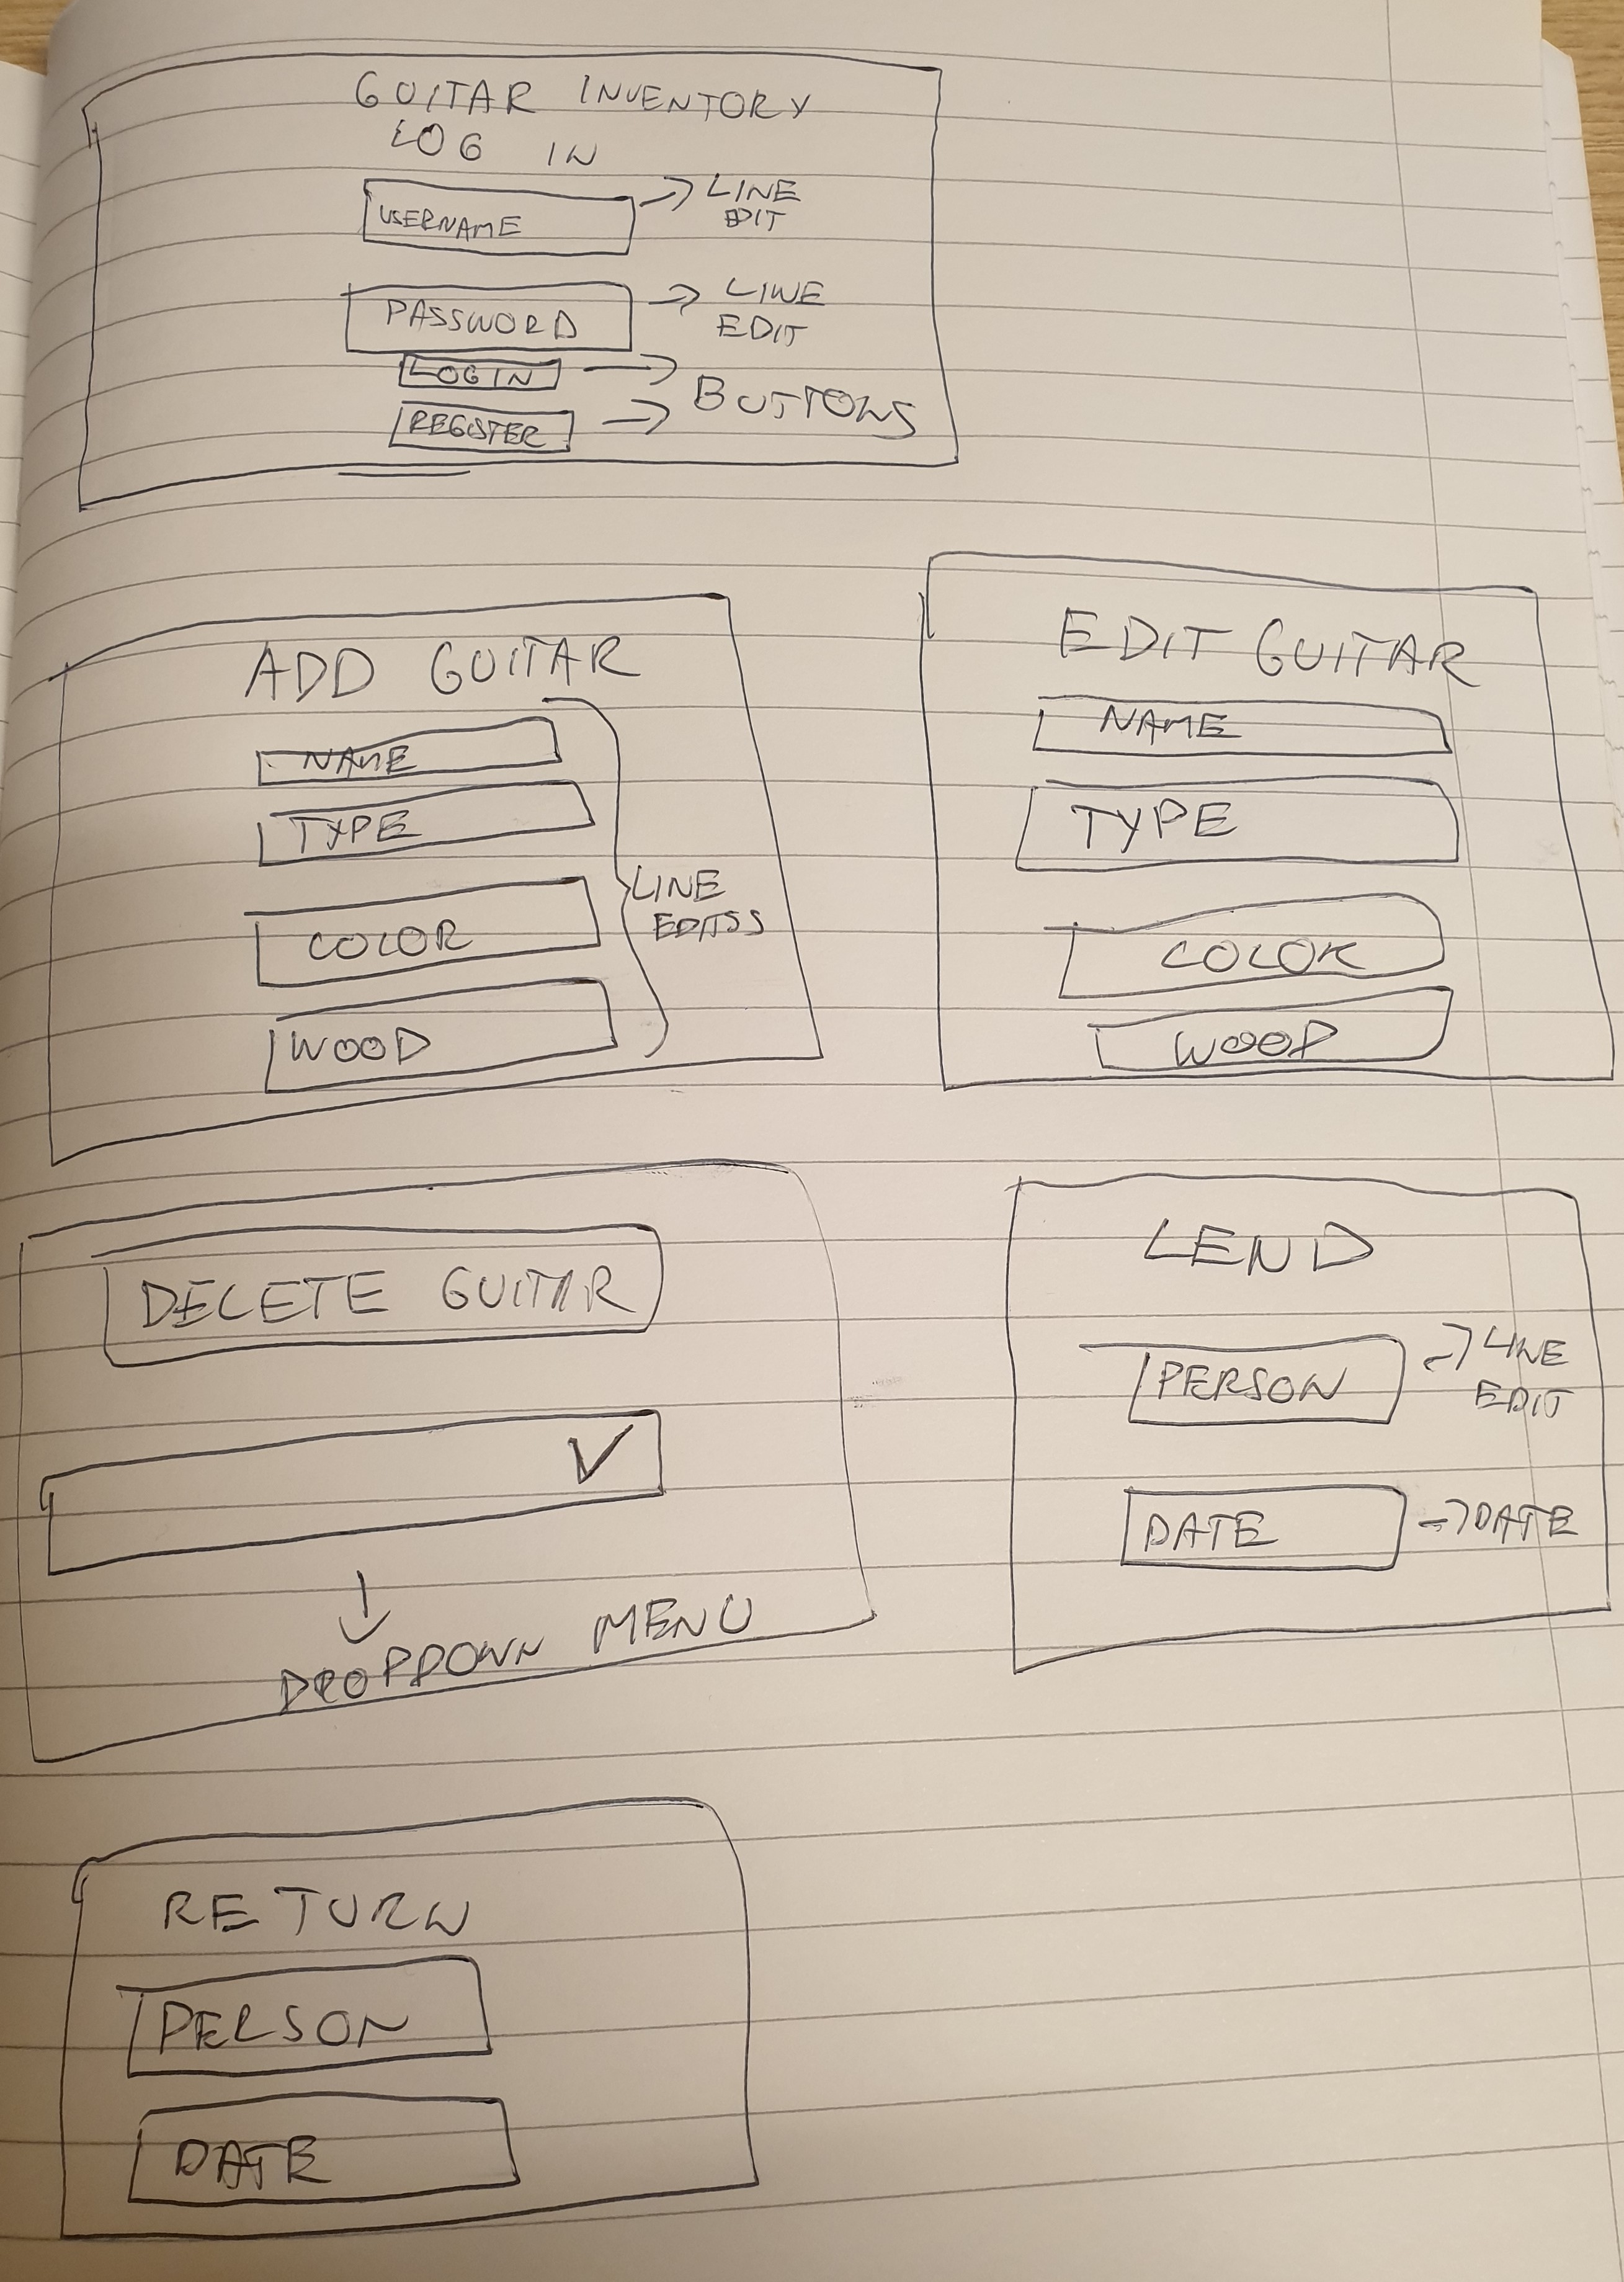 GUITAR INVENTORY
LOG IN
USERNAME → LINE
EDIT
PASSWORD → LINE
EDIT
LOGIN →
REGISTER → BUTTONS
ADD GUITAR
NAME
TYPE
COLOR
WOOD
LINE
EDITSS
EDIT GUITAR
NAME
TYPE
COLOR
WOOD
DELETE GUITAR
V
↓
DROPDOWN MENU
LEND
PERSON → LINE
EDIT
DATE → DATE
RETURN
PERSON
DATE